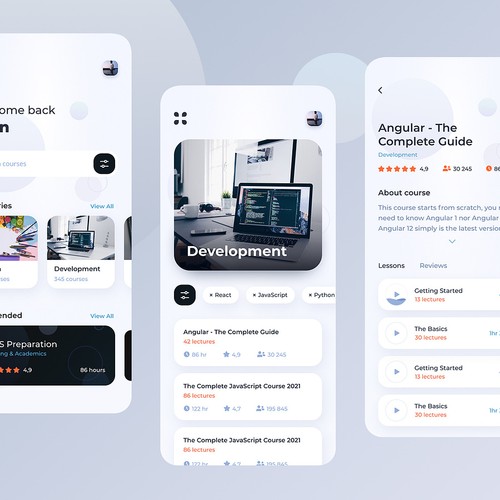 ome back
n
courses
ries
View All
Development
345 courses
ended
View All
S Preparation
ng & Academics
4,9
86 hours
Development
× React
× JavaScript
× Python
Angular - The Complete Guide
42 lectures
86 hr
4,9
30 245
The Complete JavaScript Course 2021
86 lectures
122 hr
4,7
195 845
The Complete JavaScript Course 2021
86 lectures
122 hr
4,6
195 845
Angular - The
Complete Guide
Development
4,9
30 245
86
About course
This course starts from scratch, you n
need to know Angular 1 nor Angular
Angular 12 simply is the latest version
Lessons
Reviews
Getting Started
13 lectures
The Basics
30 lectures
1hr
Getting Started
13 lectures
The Basics
30 lectures
1hr